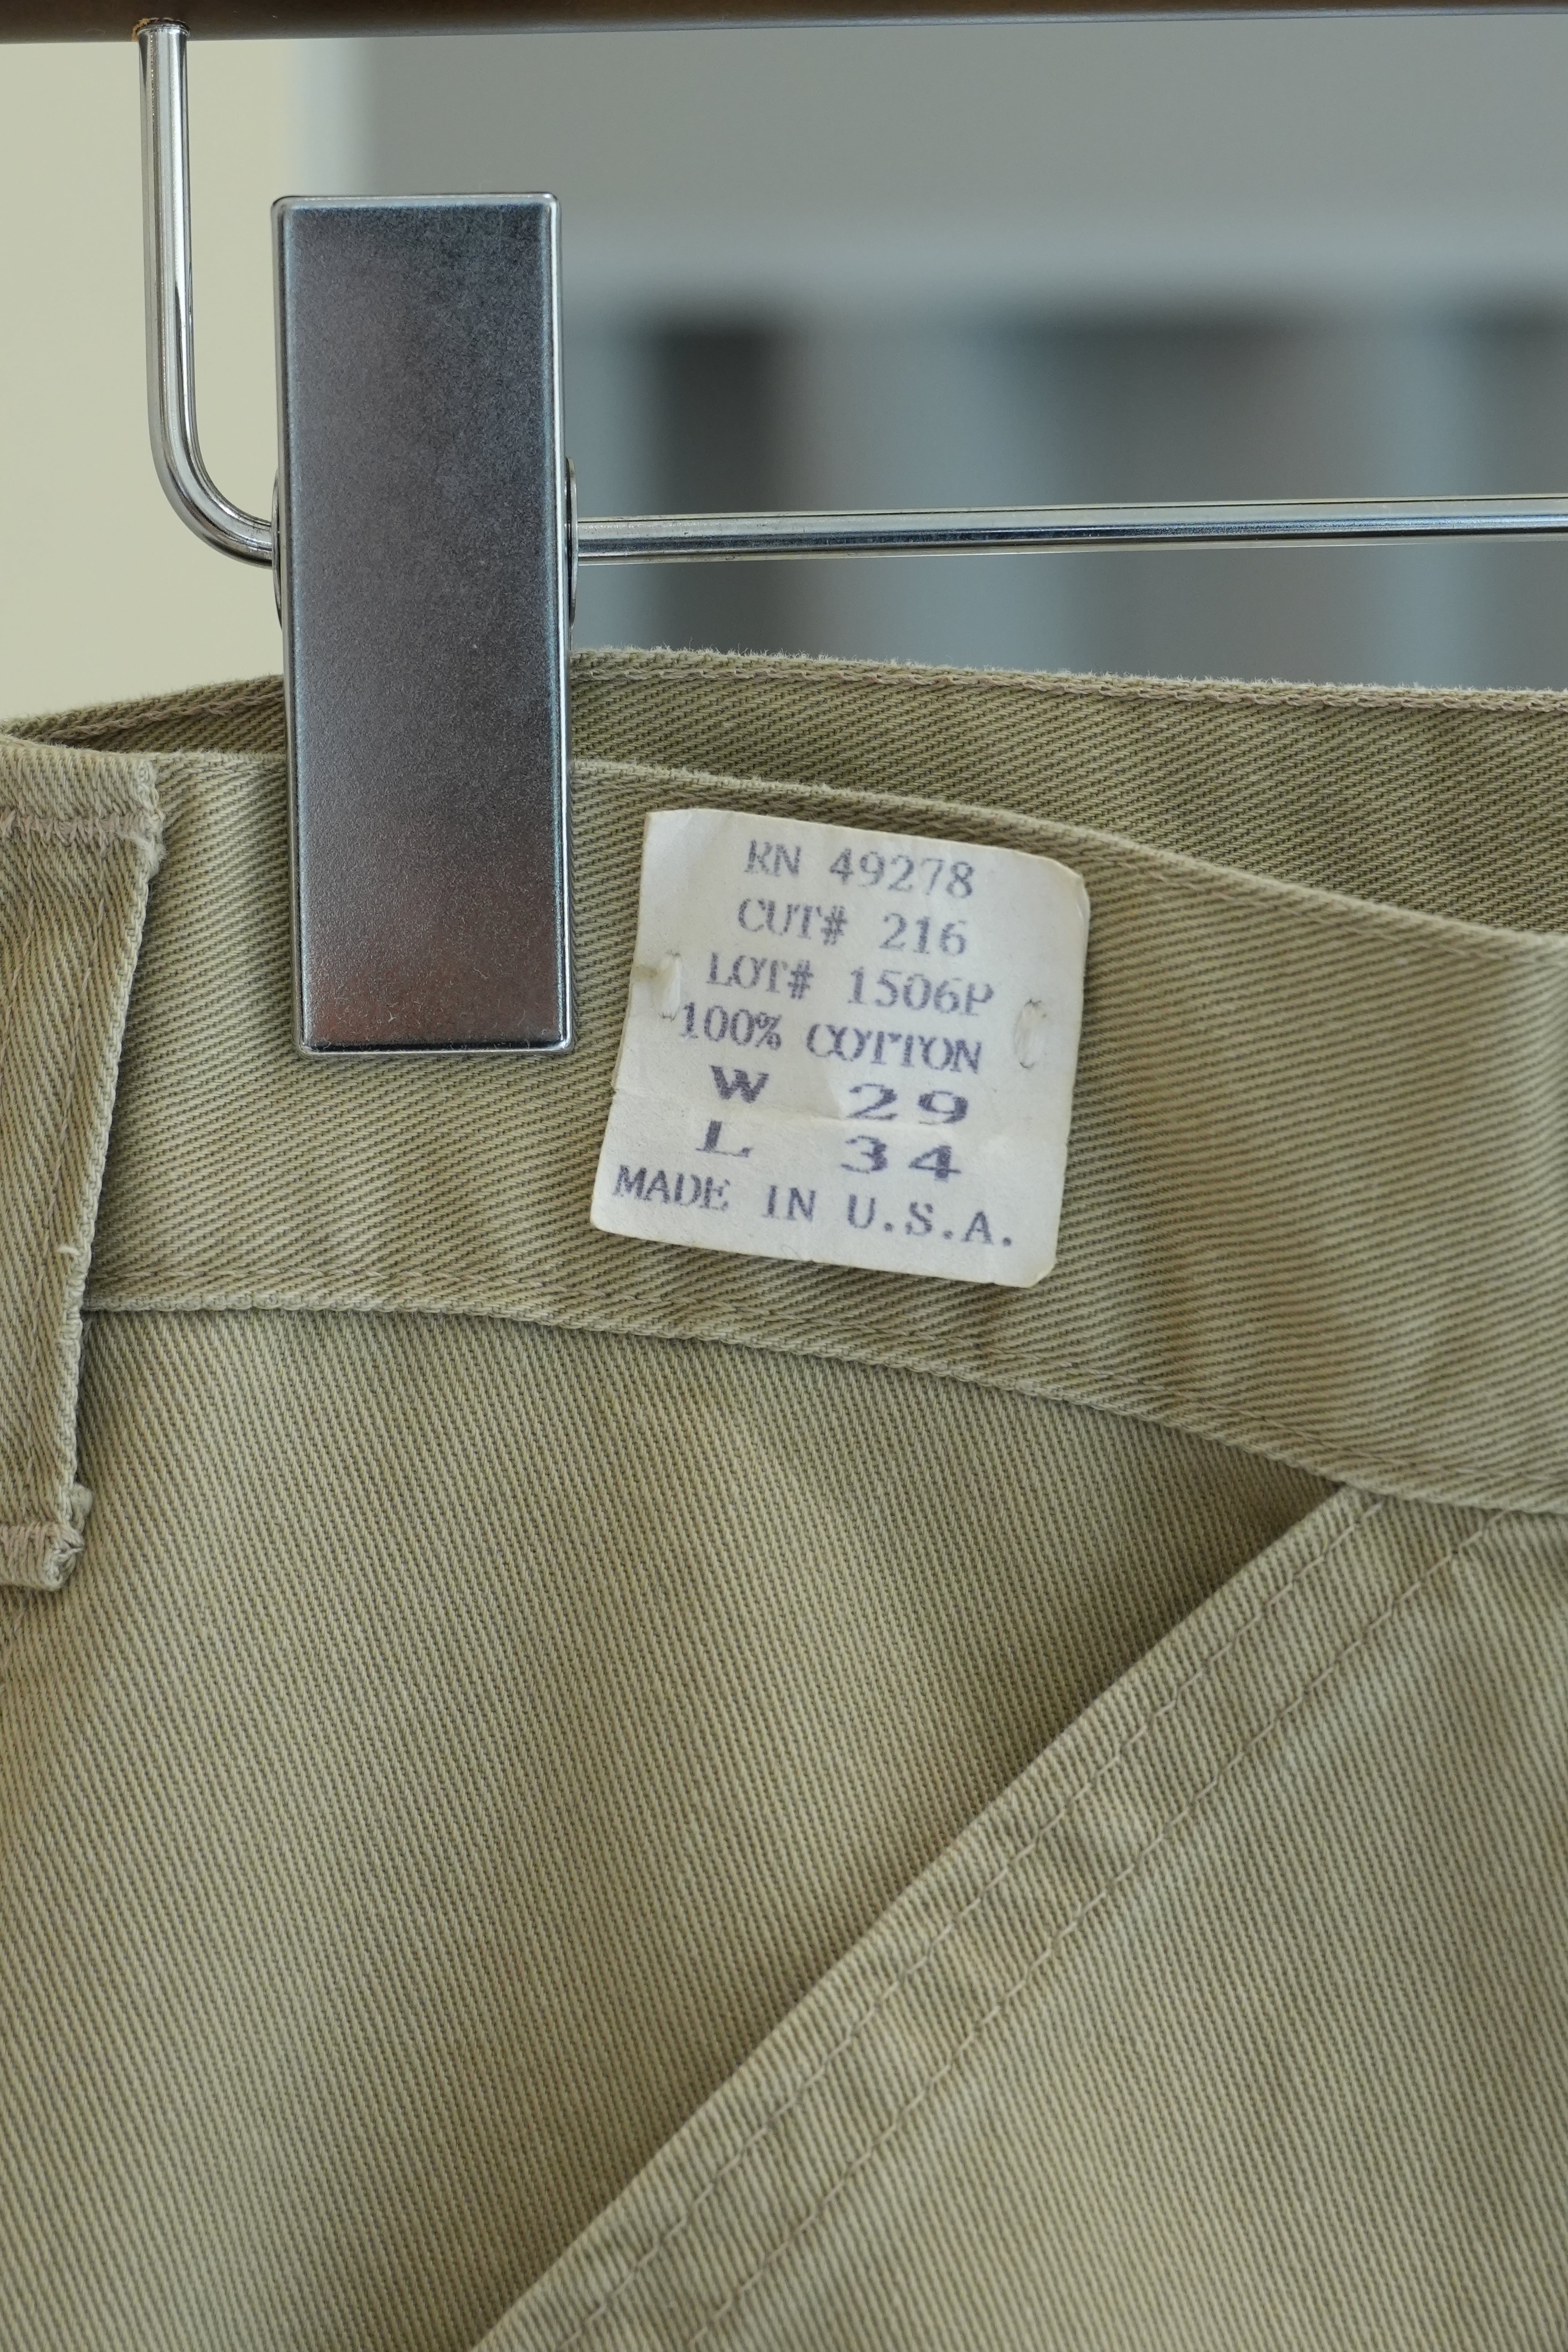 RN 49278
CUT# 216
LOT# 1506P
100% COTTON
W 29
L 34
MADE IN U.S.A.